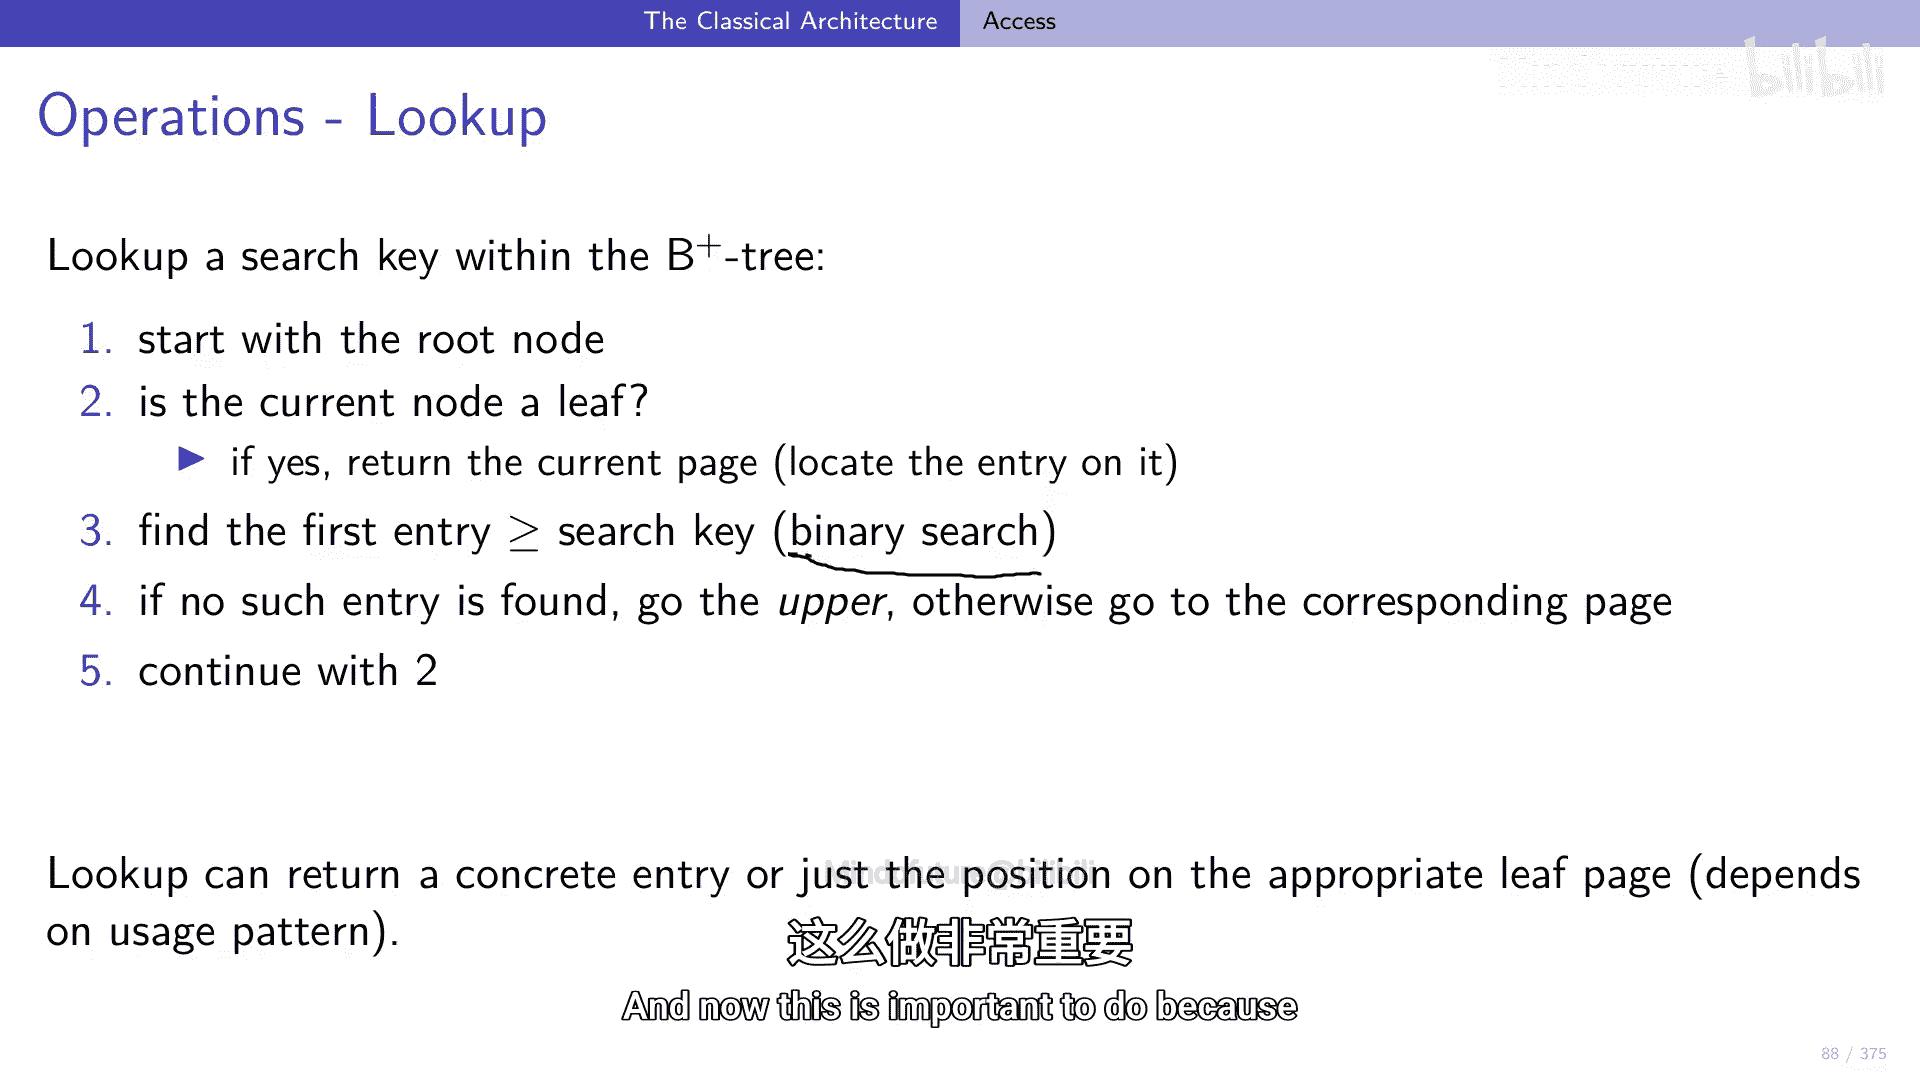 The Classical Architecture Access
bilibili
Operations - Lookup
Lookup a search key within the B⁺-tree:
1. start with the root node
2. is the current node a leaf?
▶ if yes, return the current page (locate the entry on it)
3. find the first entry ≥ search key (binary search)
4. if no such entry is found, go the upper, otherwise go to the corresponding page
5. continue with 2
Lookup can return a concrete entry or just the position on the appropriate leaf page (depends
on usage pattern).
这么做非常重要
And now this is important to do because
88 / 375